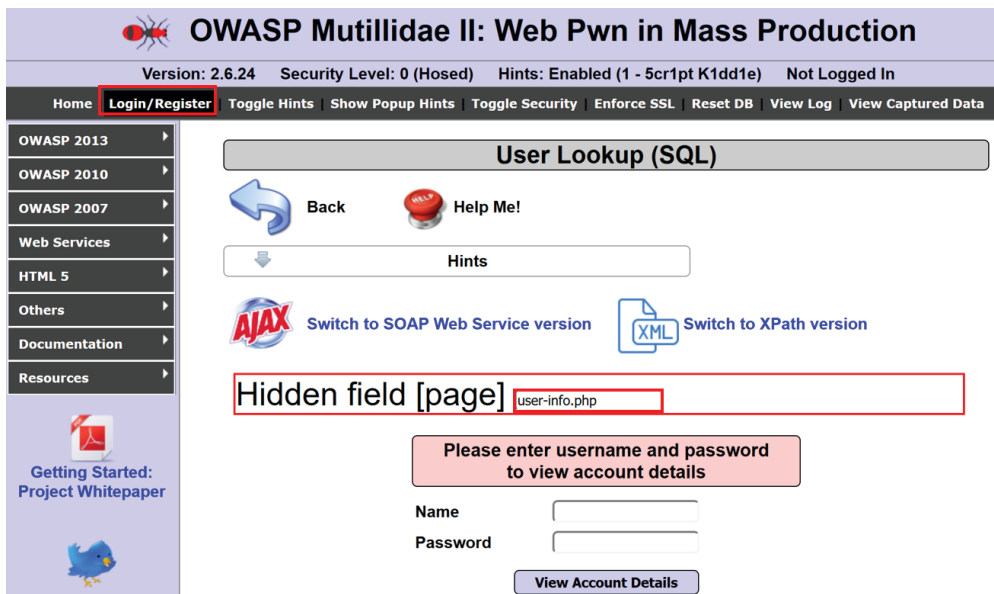 OWASP Mutillidae II: Web Pwn in Mass Production
Version: 2.6.24 Security Level: 0 (Hosed) Hints: Enabled (1 - 5cr1pt K1dd1e) Not Logged In
Home Login/Register Toggle Hints Show Popup Hints Toggle Security Enforce SSL Reset DB View Log View Captured Data
OWASP 2013
OWASP 2010
OWASP 2007
Web Services
HTML 5
Others
Documentation
Resources
Getting Started:
Project Whitepaper
User Lookup (SQL)
Back
HELP
Help Me!
Hints
AJAX
Switch to SOAP Web Service version
XML
Switch to XPath version
Hidden field [page] user-info.php
Please enter username and password
to view account details
Name
Password
View Account Details